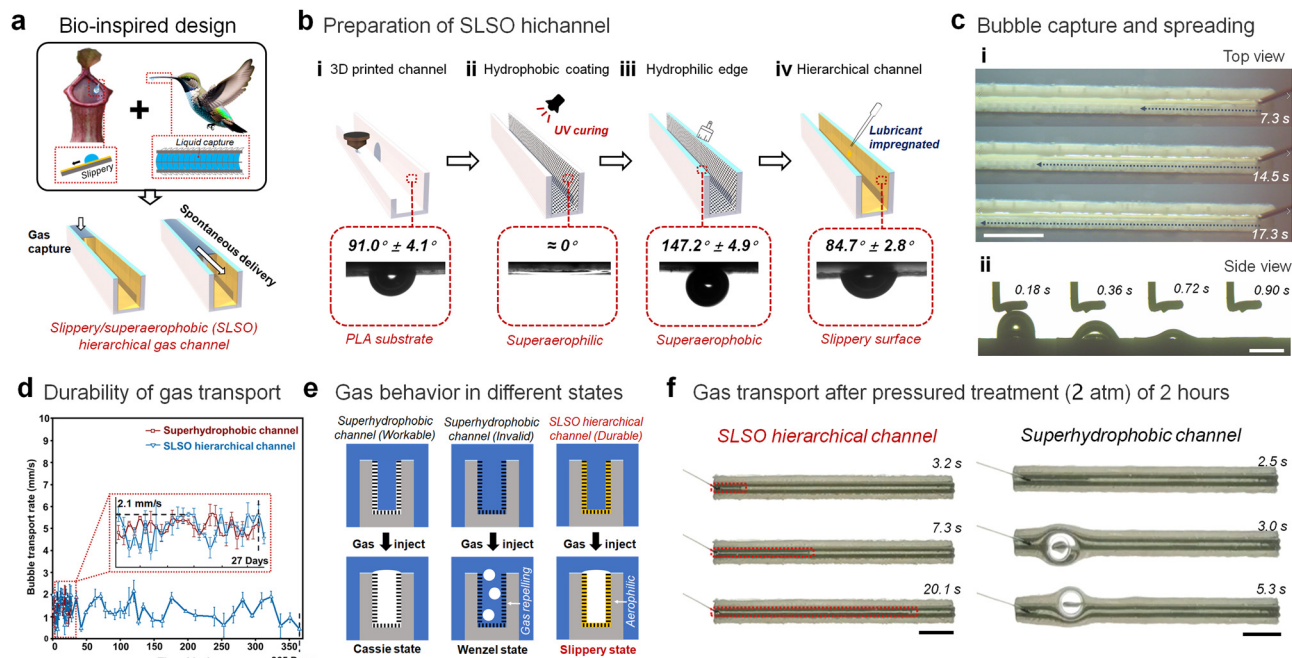 a
Bio-inspired design
Slippery
Liquid capture
Gas
capture
Spontaneous
delivery
Slippery/superaerophobic (SLSO)
hierarchical gas channel
b
Preparation of SLSO hichannel
i 3D printed channel
ii Hydrophobic coating
iii Hydrophilic edge
iv Hierarchical channel
UV curing
Lubricant
impregnated
91.0° ± 4.1°
≈ 0°
147.2° ± 4.9°
84.7° ± 2.8°
PLA substrate
Superaerophilic
Superaerophobic
Slippery surface
c
Bubble capture and spreading
i
Top view
7.3 s
14.5 s
17.3 s
ii
Side view
0.18 s
0.36 s
0.72 s
0.90 s
d
Durability of gas transport
Bubble transport rate (mm/s)
10
9
8
7
6
5
4
3
2
1
0
Superhydrophobic channel
SLSO hierarchical channel
2.1 mm/s
27 Days
0 50 100 150 200 250 300 350
e
Gas behavior in different states
Superhydrophobic
channel (Workable)
Superhydrophobic
channel (Invalid)
SLSO hierarchical
channel (Durable)
Gas inject
Gas inject
Gas inject
Gas repelling
Aerophilic
Cassie state
Wenzel state
Slippery state
f
Gas transport after pressured treatment (2 atm) of 2 hours
SLSO hierarchical channel
3.2 s
7.3 s
20.1 s
Superhydrophobic channel
2.5 s
3.0 s
5.3 s